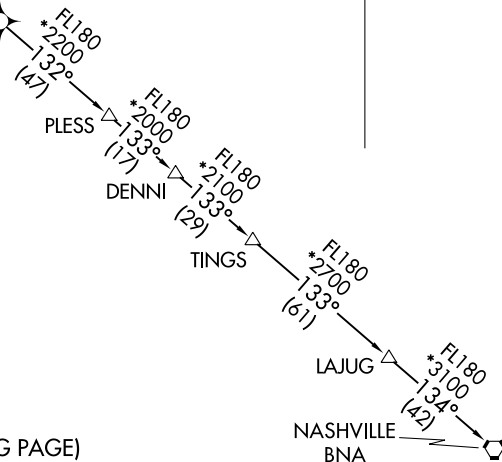 FL180
*2200
132°
(47)
PLESS
FL180
*2000
133°
(17)
DENNI
FL180
*2100
133°
(29)
TINGS
FL180
*2700
133°
(61)
LAJUG
FL180
*3100
134°
(42)
NASHVILLE
BNA
G PAGE)